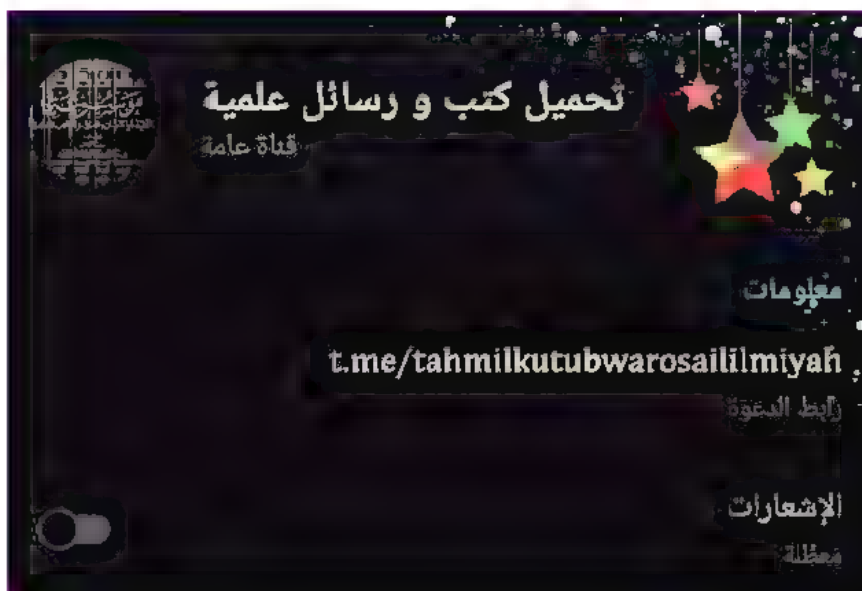 تحميل كتب و رسائل علمية
قناة عامة
معلومات
t.me/tahmilkutubwarosaililmiyah
رابط الدعوة
الإشعارات
معطلة